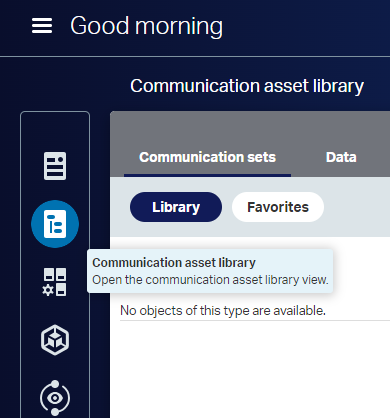 Good morning
Communication asset library
Communication sets
Data
Library
Favorites
Communication asset library
Open the communication asset library view.
No objects of this type are available.